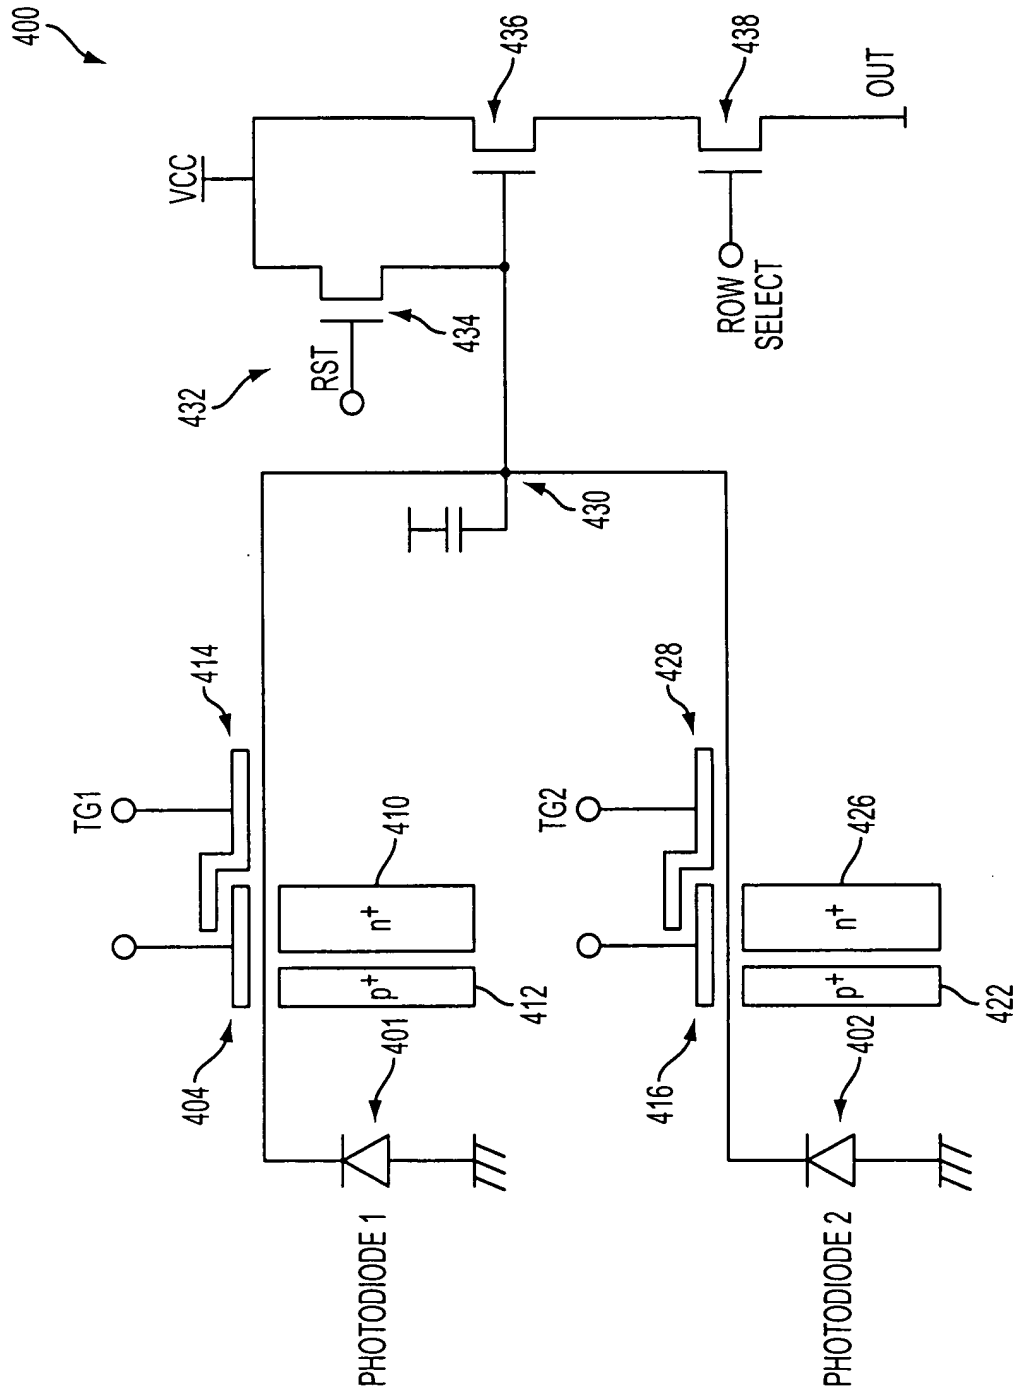 400
VCC
432
RST
434
436
ROW
SELECT
438
OUT
430
TG1
414
404
410
n+
p+
412
401
PHOTODIODE 1
TG2
428
416
426
n+
p+
422
402
PHOTODIODE 2